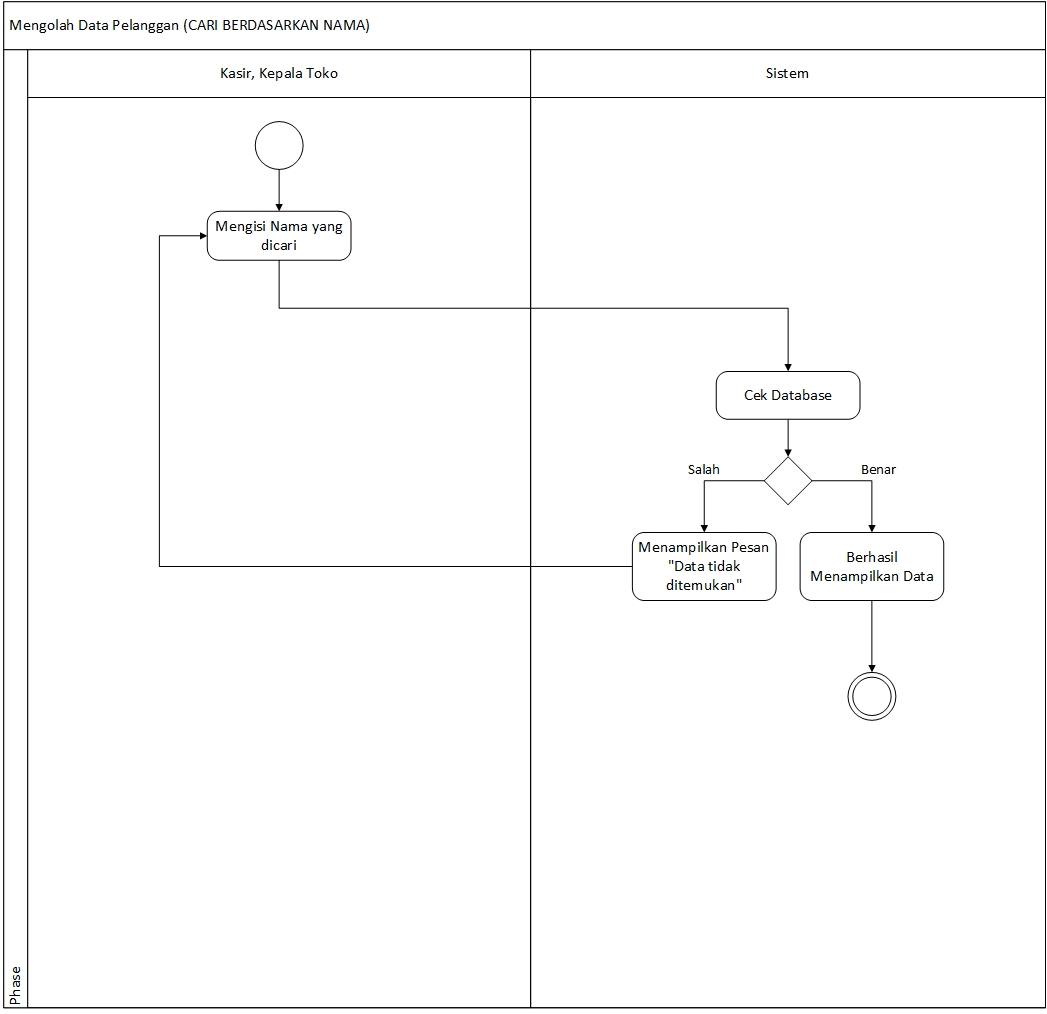 Mengolah Data Pelanggan (CARI BERDASARKAN NAMA)
Kasir, Kepala Toko
Sistem
Mengisi Nama yang
dicari
Cek Database
Salah
Benar
Menampilkan Pesan
"Data tidak
ditemukan"
Berhasil
Menampilkan Data
Phase